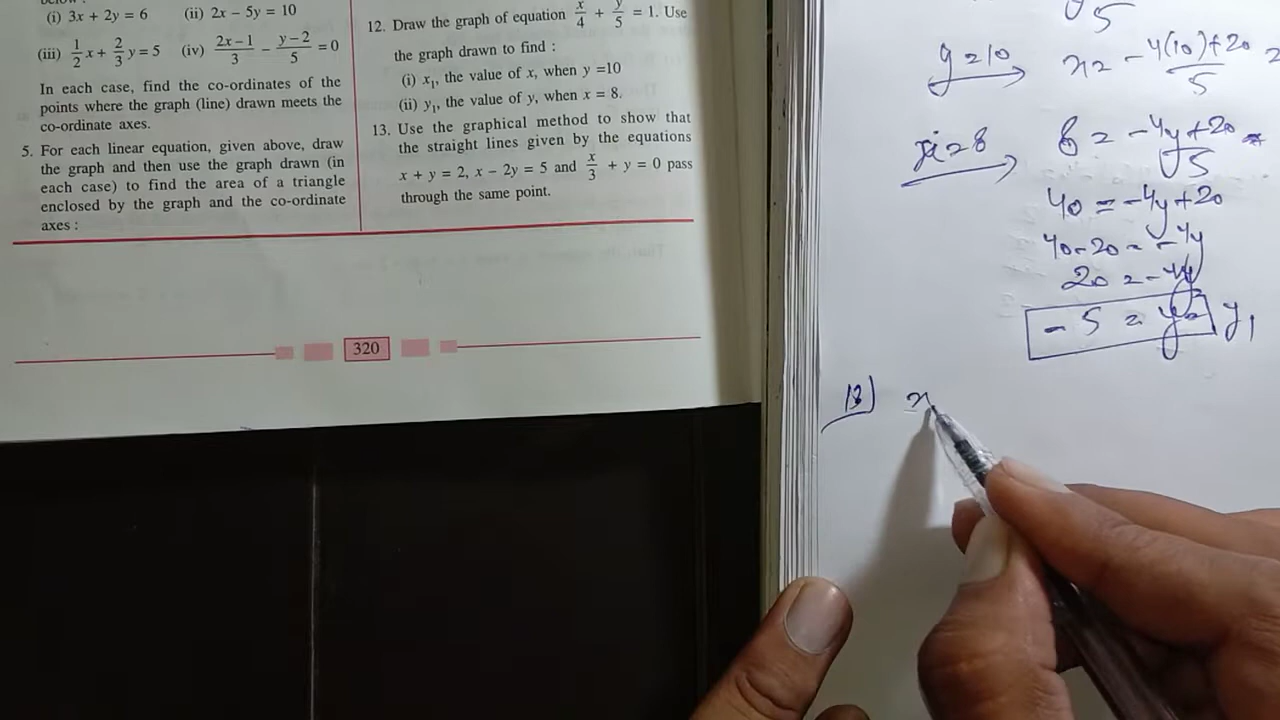 (i) 3x + 2y = 6 (ii) 2x – 5y = 10
(iii) 1/2 x + 2/3 y = 5 (iv) (2x – 1)/3 – (y – 2)/5 = 0
In each case, find the co-ordinates of the
points where the graph (line) drawn meets the
co-ordinate axes.
5. For each linear equation, given above, draw
the graph and then use the graph drawn (in
each case) to find the area of a triangle
enclosed by the graph and the co-ordinate
axes :
12. Draw the graph of equation x/4 + y/5 = 1. Use
the graph drawn to find :
(i) x₁, the value of x, when y =10
(ii) y₁, the value of y, when x = 8.
13. Use the graphical method to show that
the straight lines given by the equations
x + y = 2, x – 2y = 5 and x/3 + y = 0 pass
through the same point.
320
5
y = 10 x = -4(10)+20/5 =
x = 8 8 = -4y+20/5
40 = -4y+20
40-20 = -4y
20 = -4y
-5 = y = y₁
13) x